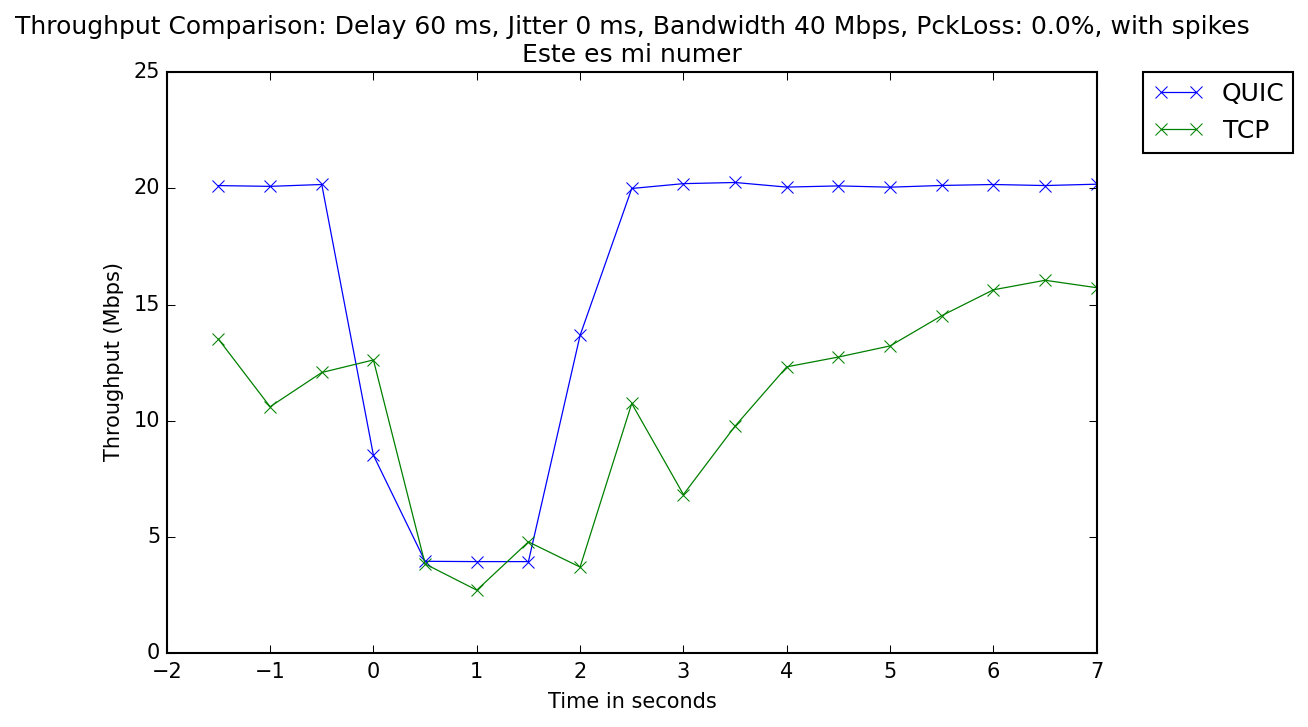 Throughput Comparison: Delay 60 ms, Jitter 0 ms, Bandwidth 40 Mbps, PckLoss: 0.0%, with spikes
Este es mi numer
QUIC
TCP
Throughput (Mbps)
25
20
15
10
5
0
−2 −1 0 1 2 3 4 5 6 7
Time in seconds